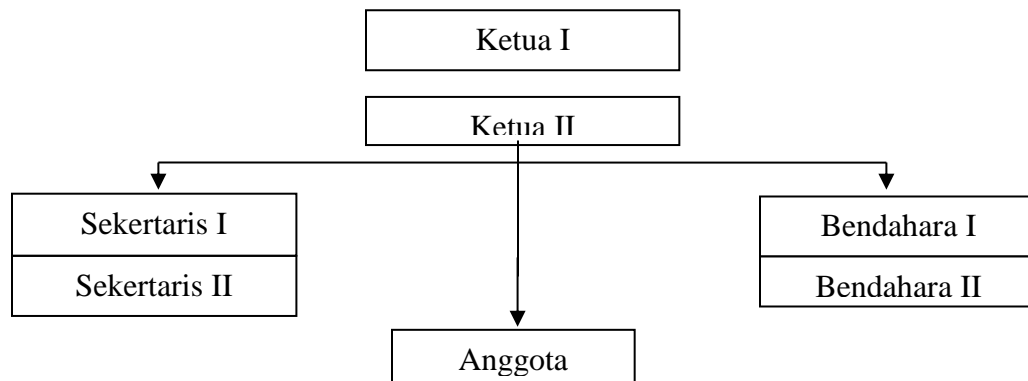 Ketua I
Ketua II
Sekertaris I
Bendahara I
Sekertaris II
Bendahara II
Anggota